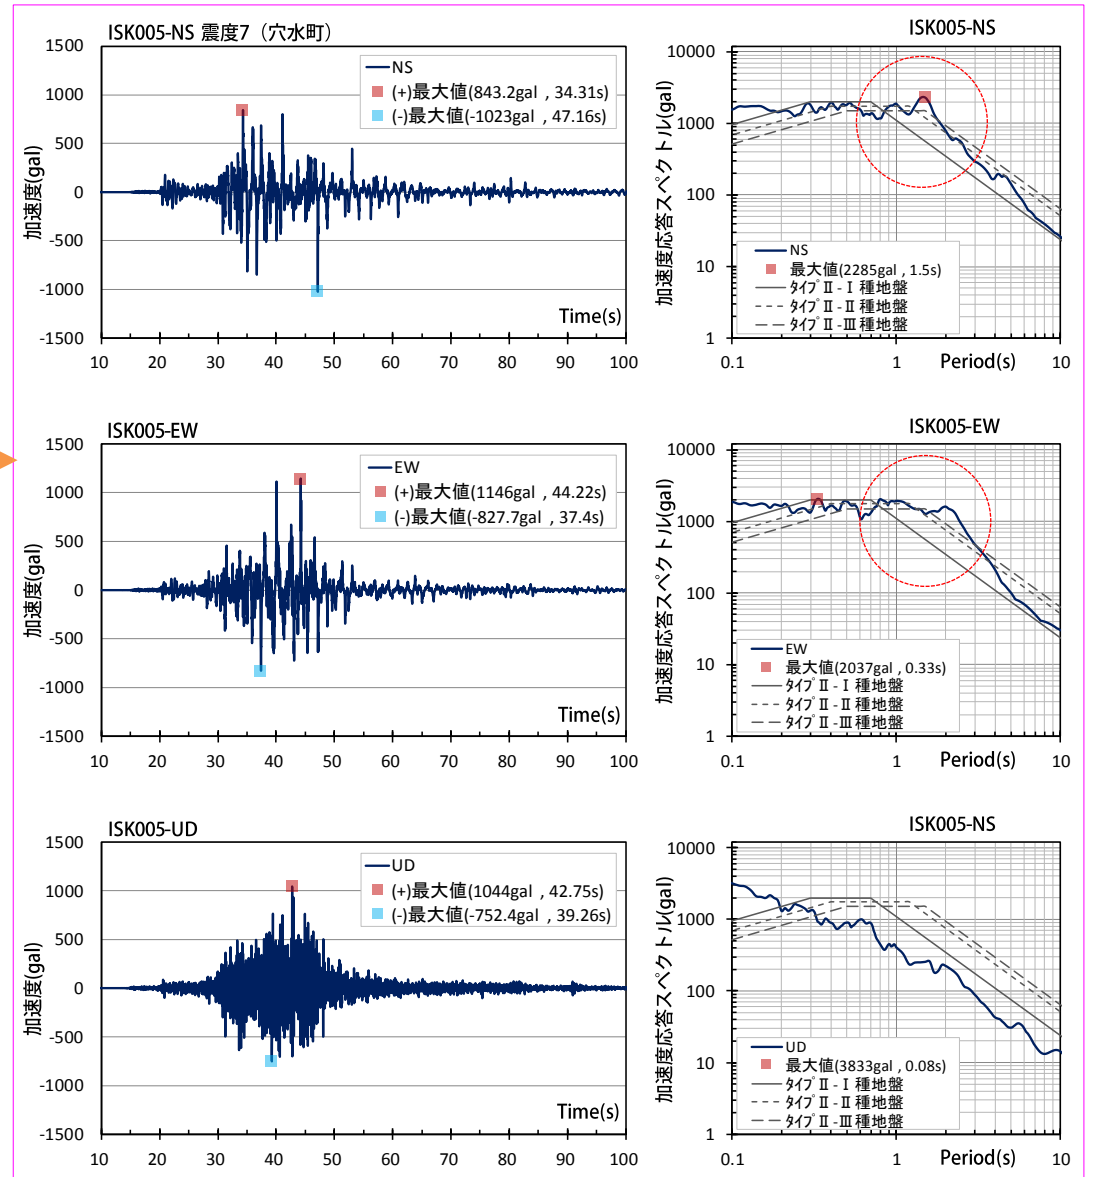 ISK005-NS 震度7（穴水町）
加速度(gal)
1500
1000
500
0
-500
-1000
-1500
NS
(+)最大値(843.2gal , 34.31s)
(-)最大値(-1023gal , 47.16s)
Time(s)
10 20 30 40 50 60 70 80 90 100
ISK005-NS
加速度応答スペクトル(gal)
10000
1000
100
10
1
NS
最大値(2285gal , 1.5s)
ﾀｲﾌﾟⅡ-Ⅰ種地盤
ﾀｲﾌﾟⅡ-Ⅱ種地盤
ﾀｲﾌﾟⅡ-Ⅲ種地盤
0.1 1 Period(s) 10
ISK005-EW
加速度(gal)
1500
1000
500
0
-500
-1000
-1500
EW
(+)最大値(1146gal , 44.22s)
(-)最大値(-827.7gal , 37.4s)
Time(s)
10 20 30 40 50 60 70 80 90 100
ISK005-EW
加速度応答スペクトル(gal)
10000
1000
100
10
1
EW
最大値(2037gal , 0.33s)
ﾀｲﾌﾟⅡ-Ⅰ種地盤
ﾀｲﾌﾟⅡ-Ⅱ種地盤
ﾀｲﾌﾟⅡ-Ⅲ種地盤
0.1 1 Period(s) 10
ISK005-UD
加速度(gal)
1500
1000
500
0
-500
-1000
-1500
UD
(+)最大値(1044gal , 42.75s)
(-)最大値(-752.4gal , 39.26s)
Time(s)
10 20 30 40 50 60 70 80 90 100
ISK005-NS
加速度応答スペクトル(gal)
10000
1000
100
10
1
UD
最大値(3833gal , 0.08s)
ﾀｲﾌﾟⅡ-Ⅰ種地盤
ﾀｲﾌﾟⅡ-Ⅱ種地盤
ﾀｲﾌﾟⅡ-Ⅲ種地盤
0.1 1 Period(s) 10